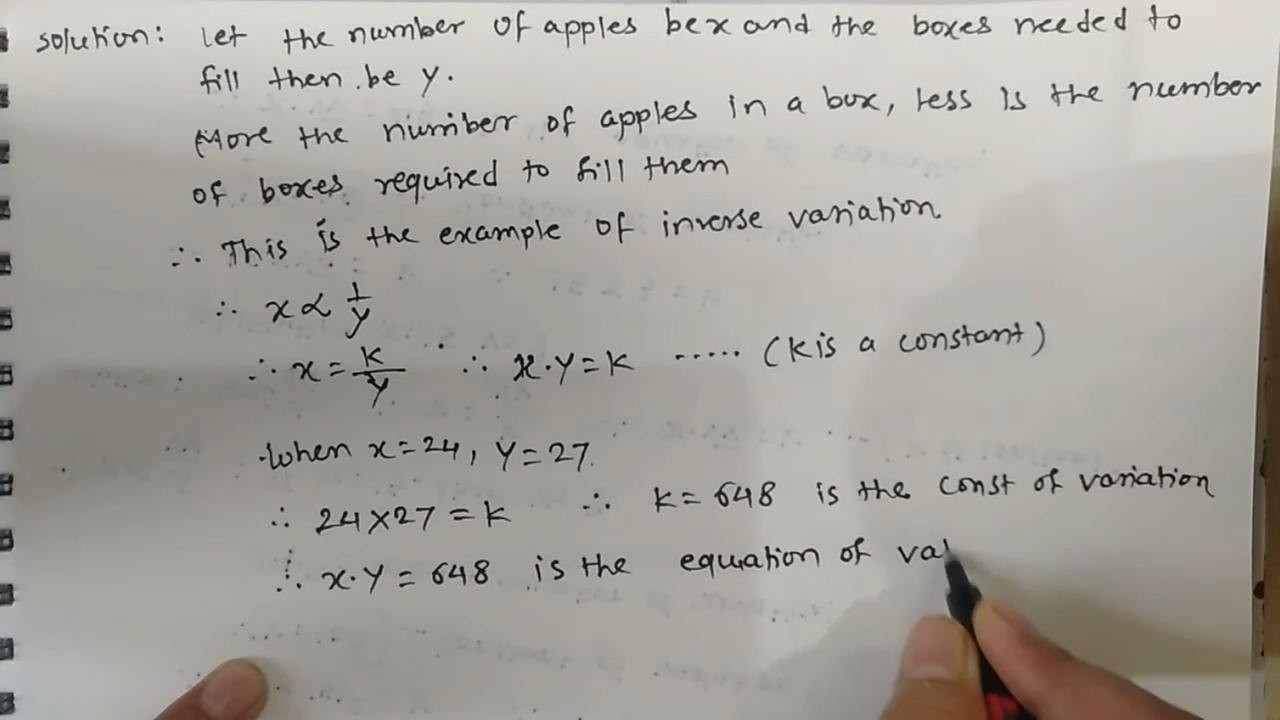 solution: Let the number of apples be x and the boxes needed to
fill then be y.
More the number of apples in a box, less is the number
of boxes required to fill them
∴ This is the example of inverse variation.
∴ x ∝ 1/y
∴ x = K/y ∴ x·y = K ..... (K is a constant)
When x=24, y=27.
∴ 24×27 = K ∴ K = 648 is the const of variation
∴ x·y = 648 is the equation of va